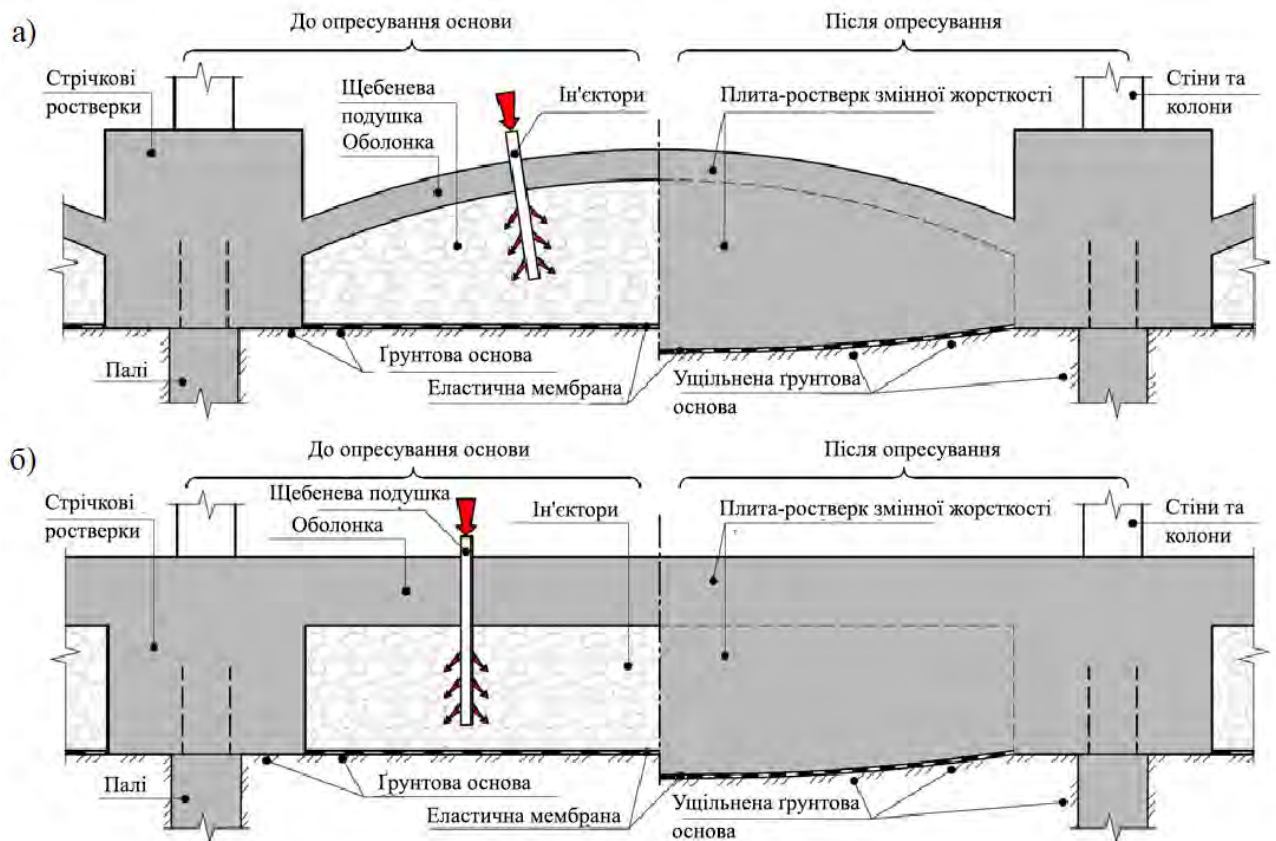 а)
До опресування основи
Після опресування
Стрічкові
ростверки
Щебенева
подушка
Оболонка
Ін'єктори
Плита-ростверк змінної жорсткості
Стіни та
колони
Палі
Ґрунтова основа
Еластична мембрана
Ущільнена ґрунтова
основа
б)
До опресування основи
Після опресування
Стрічкові
ростверки
Щебенева подушка
Оболонка
Ін'єктори
Плита-ростверк змінної жорсткості
Стіни та
колони
Палі
Ґрунтова основа
Еластична мембрана
Ущільнена ґрунтова
основа